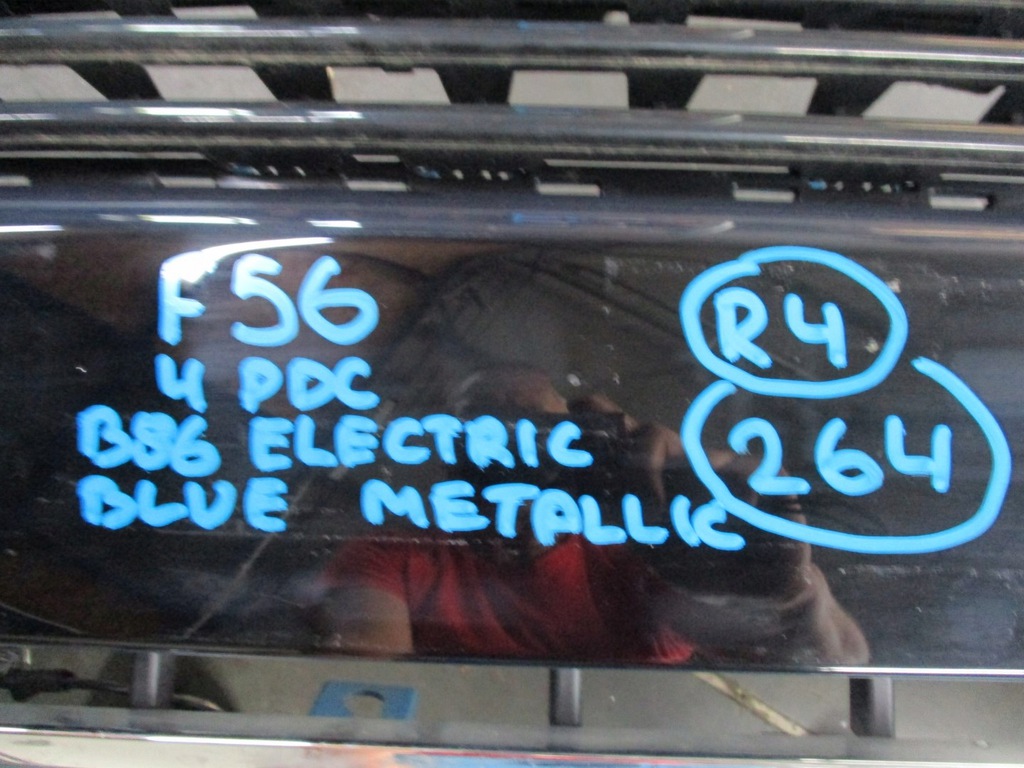 F56
4 PDC
B86 ELECTRIC
BLUE METALLIC
R4
264